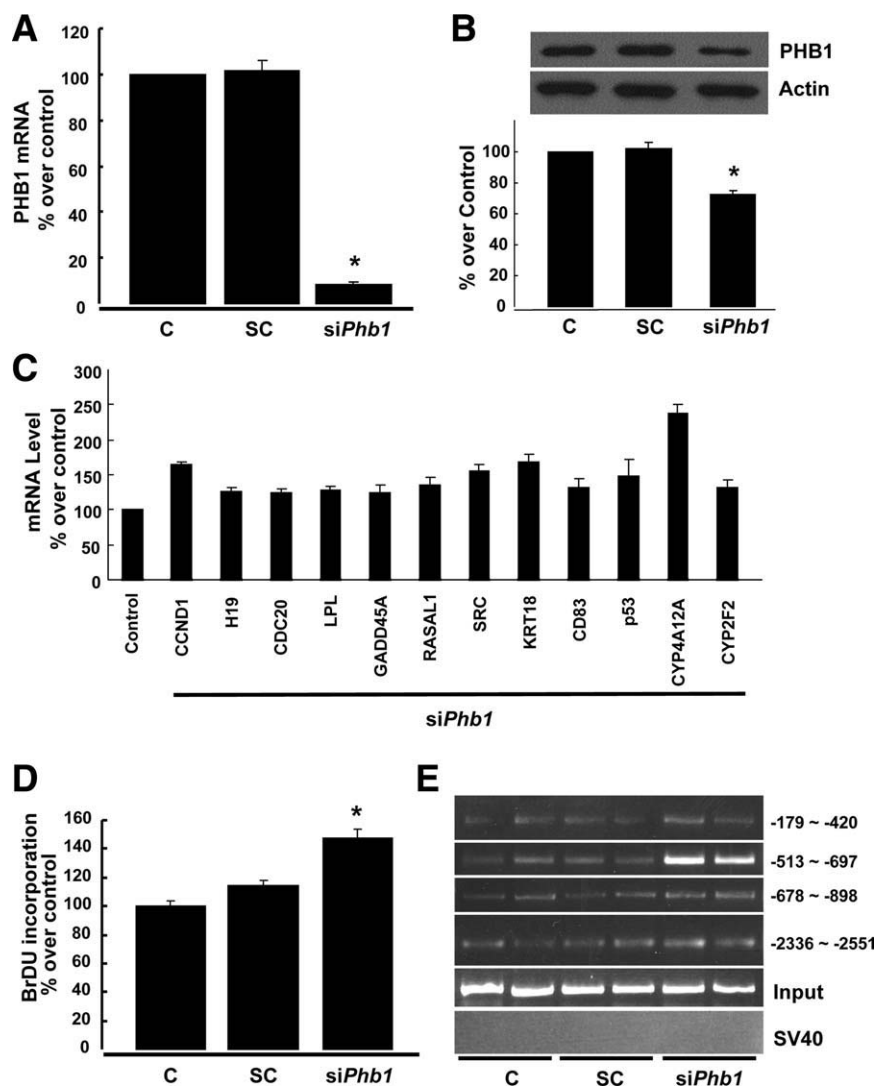 A
PHB1 mRNA
% over control
120
100
80
60
40
20
0
*
C SC siPhb1
B
PHB1
Actin
% over Control
100
80
60
40
20
0
*
C SC siPhb1
C
mRNA Level
% over control
300
250
200
150
100
50
0
Control
CCND1
H19
CDC20
LPL
GADD45A
RASAL1
SRC
KRT18
CD83
p53
CYP4A12A
CYP2F2
siPhb1
D
BrDU incorporation
% over control
160
140
120
100
80
60
40
20
0
*
C SC siPhb1
E
-179 ~ -420
-513 ~ -697
-678 ~ -898
-2336 ~ -2551
Input
SV40
C SC siPhb1